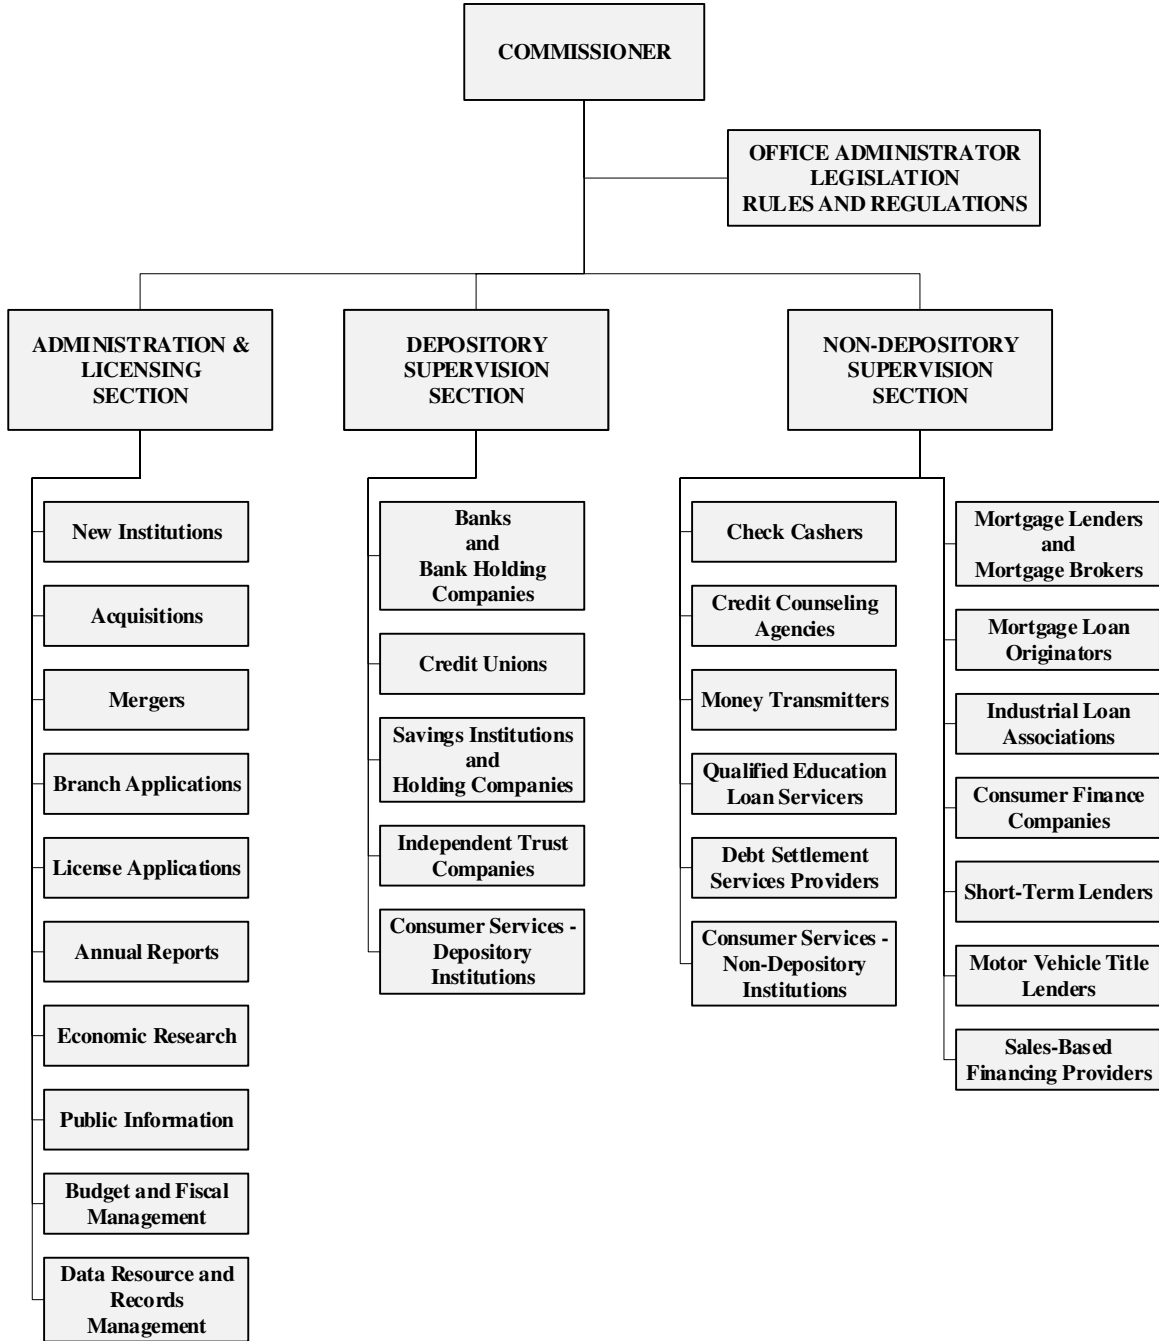 COMMISSIONER
OFFICE ADMINISTRATOR
LEGISLATION
RULES AND REGULATIONS
ADMINISTRATION &
LICENSING
SECTION
DEPOSITORY
SUPERVISION
SECTION
NON-DEPOSITORY
SUPERVISION
SECTION
New Institutions
Acquisitions
Mergers
Branch Applications
License Applications
Annual Reports
Economic Research
Public Information
Budget and Fiscal
Management
Data Resource and
Records
Management
Banks
and
Bank Holding
Companies
Credit Unions
Savings Institutions
and
Holding Companies
Independent Trust
Companies
Consumer Services -
Depository
Institutions
Check Cashers
Credit Counseling
Agencies
Money Transmitters
Qualified Education
Loan Servicers
Debt Settlement
Services Providers
Consumer Services -
Non-Depository
Institutions
Mortgage Lenders
and
Mortgage Brokers
Mortgage Loan
Originators
Industrial Loan
Associations
Consumer Finance
Companies
Short-Term Lenders
Motor Vehicle Title
Lenders
Sales-Based
Financing Providers